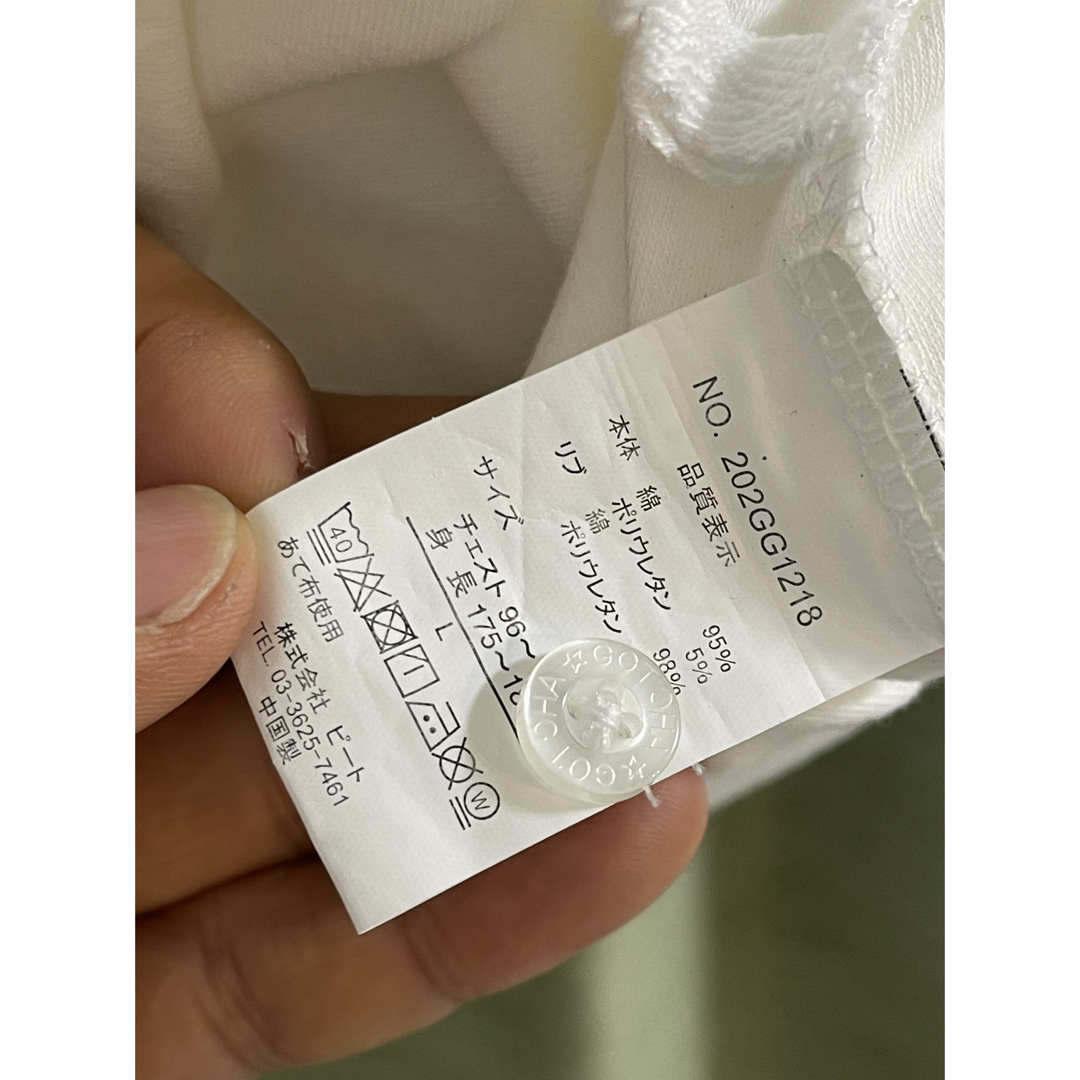 NO. 202GG1218
品質表示
本体 綿 95%
ポリウレタン 5%
リブ 綿 98%
ポリウレタン
サイズ
チェスト 96〜
身 長 175〜18
L
40
W
あて布使用
株式会社 ピート
TEL. 03-3625-7461
中国製
GOTCHA ☆ GOTCHA ☆